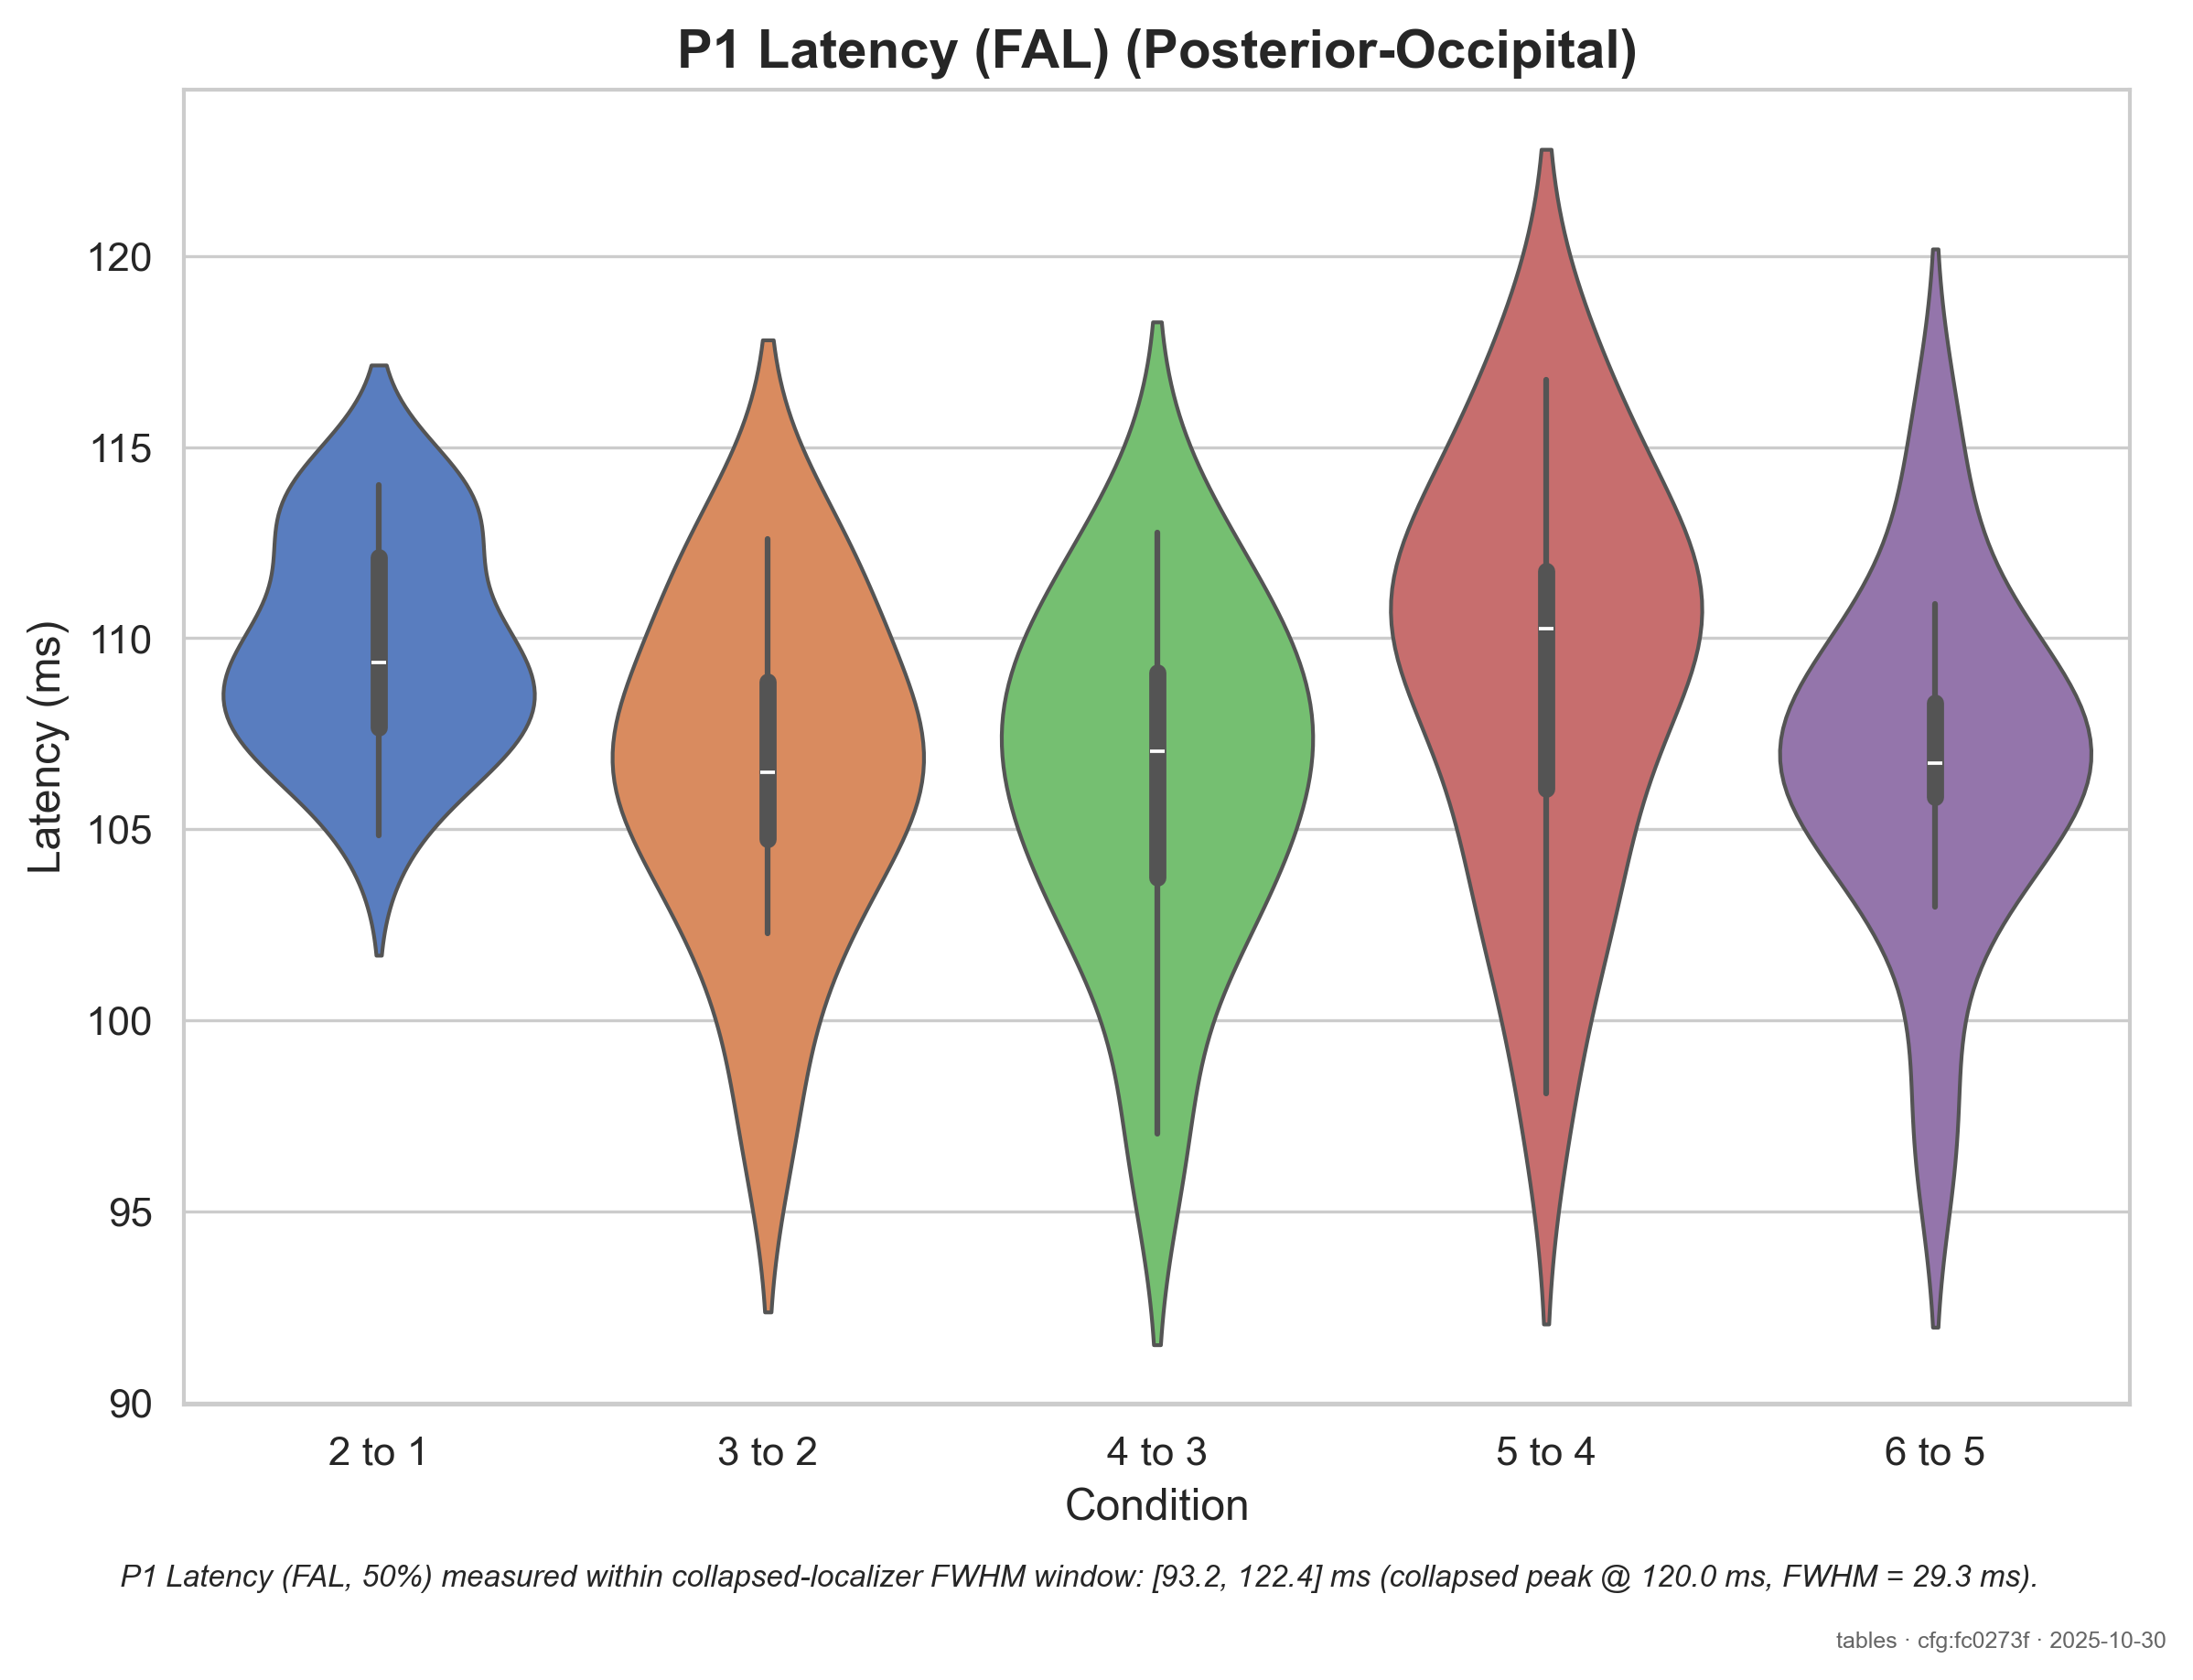 P1 Latency (FAL) (Posterior-Occipital)
Latency (ms)
120
115
110
105
100
95
90
2 to 1
3 to 2
4 to 3
5 to 4
6 to 5
Condition
P1 Latency (FAL, 50%) measured within collapsed-localizer FWHM window: [93.2, 122.4] ms (collapsed peak @ 120.0 ms, FWHM = 29.3 ms).
tables · cfg:fc0273f · 2025-10-30